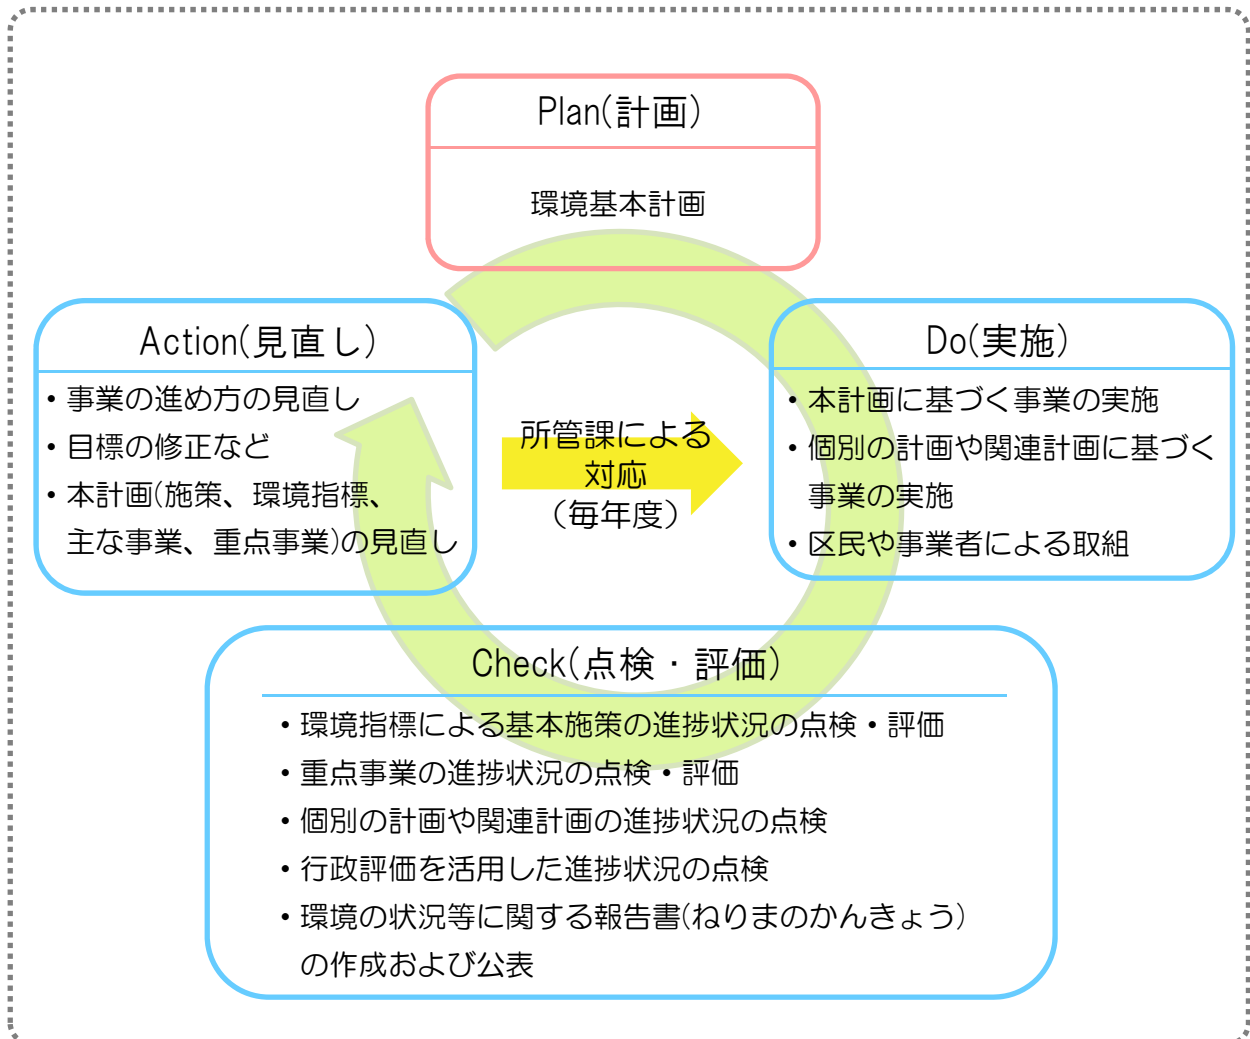 Plan(計画)
環境基本計画
Action(見直し)
・事業の進め方の見直し
・目標の修正など
・本計画(施策、環境指標、
主な事業、重点事業)の見直し
所管課による
対応
（毎年度）
Do(実施)
・本計画に基づく事業の実施
・個別の計画や関連計画に基づく
事業の実施
・区民や事業者による取組
Check(点検・評価)
・環境指標による基本施策の進捗状況の点検・評価
・重点事業の進捗状況の点検・評価
・個別の計画や関連計画の進捗状況の点検
・行政評価を活用した進捗状況の点検
・環境の状況等に関する報告書(ねりまのかんきょう)
の作成および公表